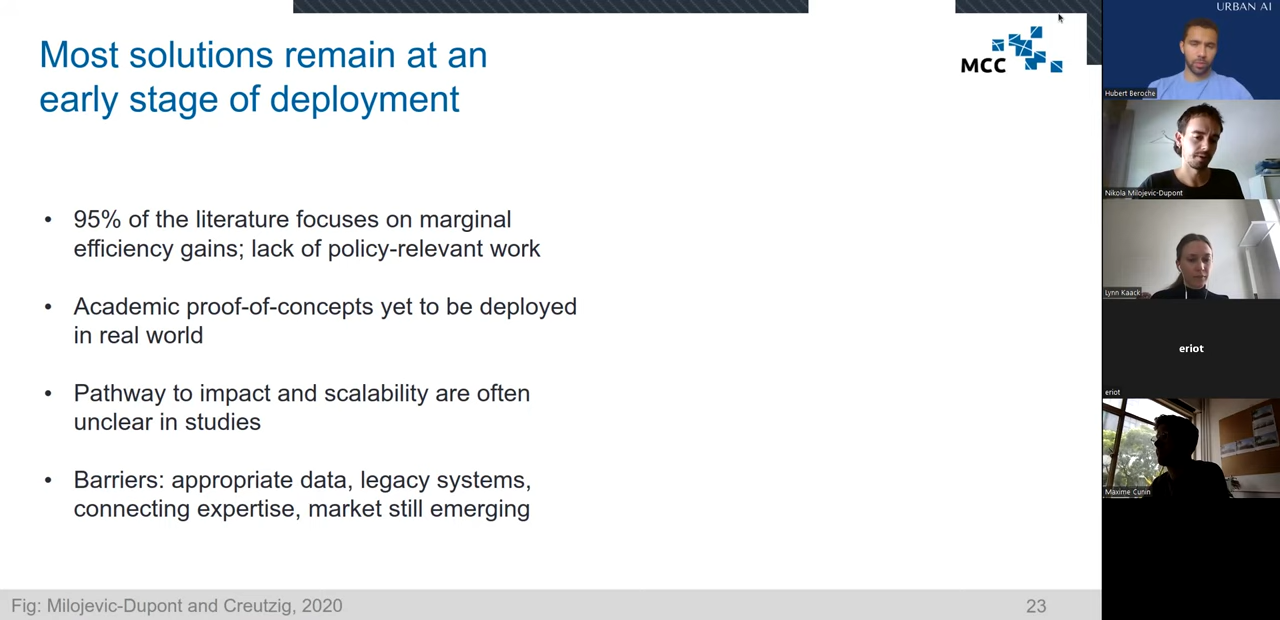 Most solutions remain at an
early stage of deployment
MCC
• 95% of the literature focuses on marginal
efficiency gains; lack of policy-relevant work
• Academic proof-of-concepts yet to be deployed
in real world
• Pathway to impact and scalability are often
unclear in studies
• Barriers: appropriate data, legacy systems,
connecting expertise, market still emerging
Fig: Milojevic-Dupont and Creutzig, 2020
23
URBAN AI
Hubert Beroche
Nikola Milojevic-Dupont
Lynn Kaack
eriot
eriot
Maxime Cunin